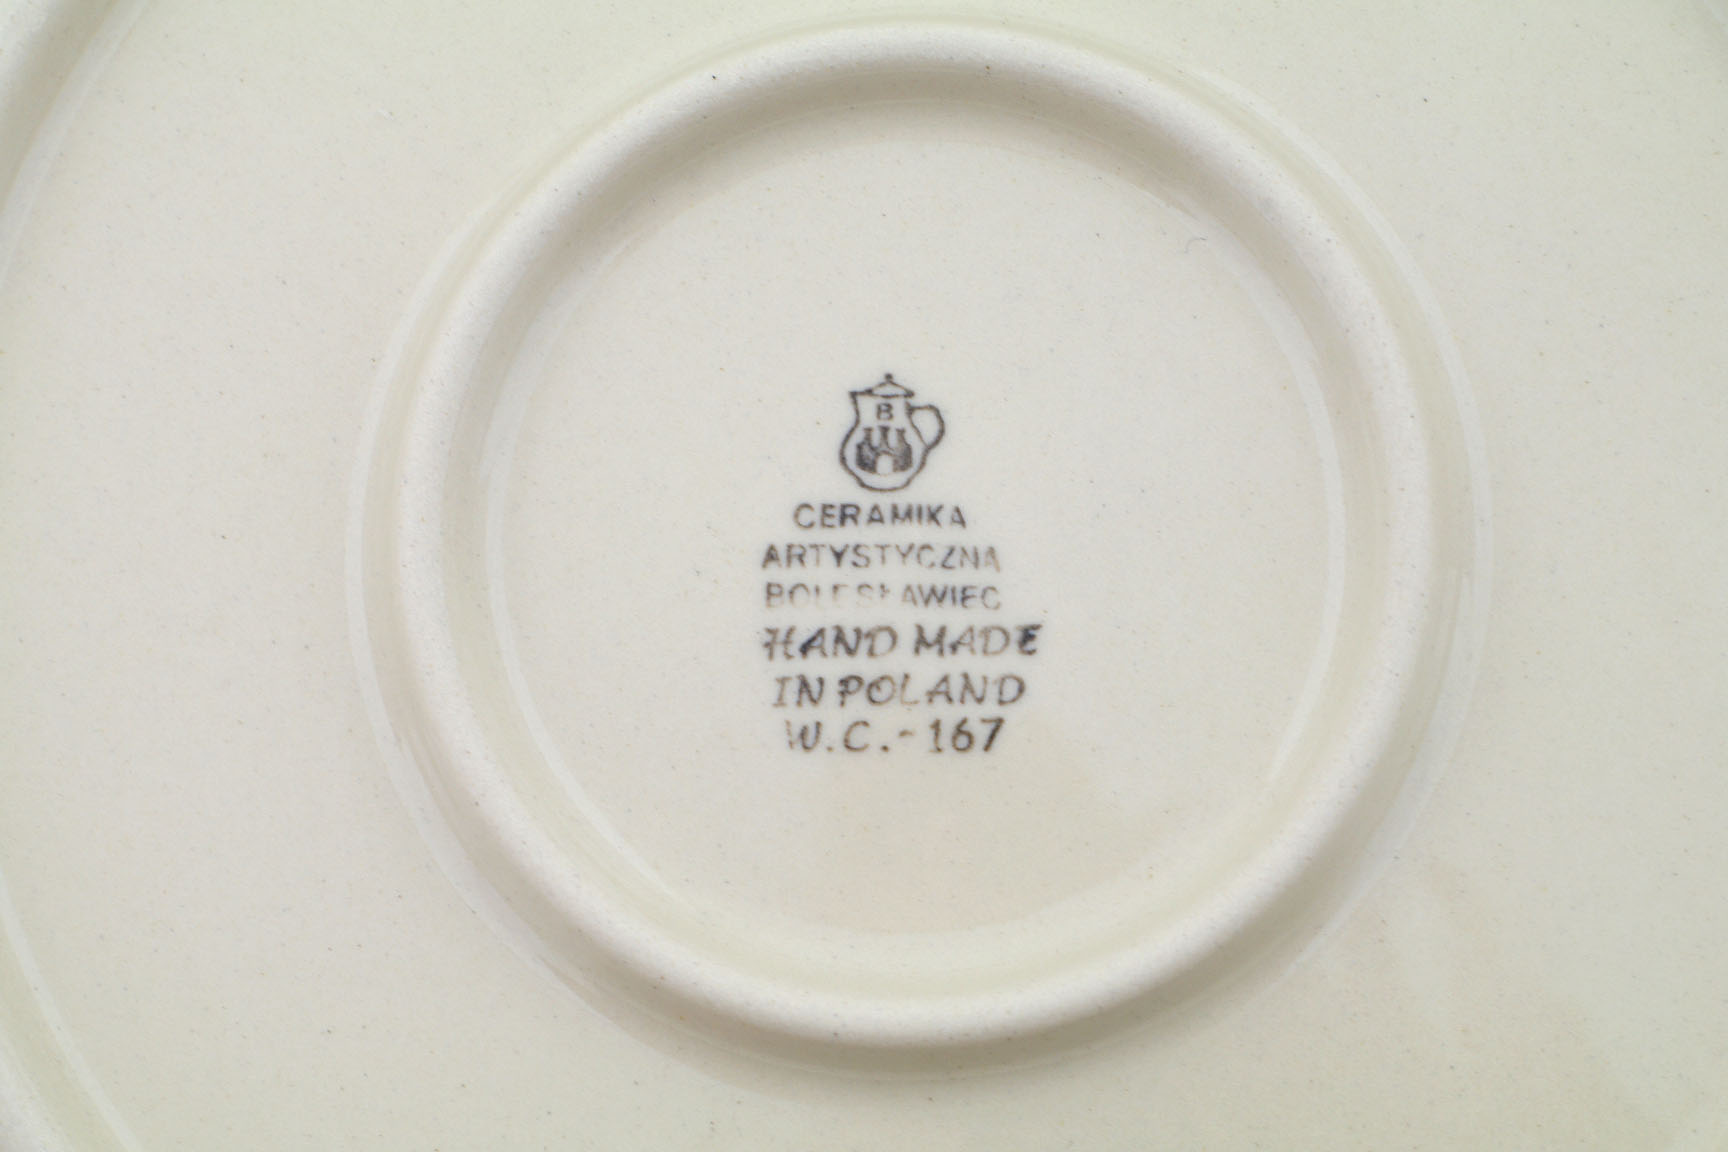 B
CERAMIKA
ARTYSTYCZNA
BOLESŁAWIEC
HAND MADE
IN POLAND
W.C.-167